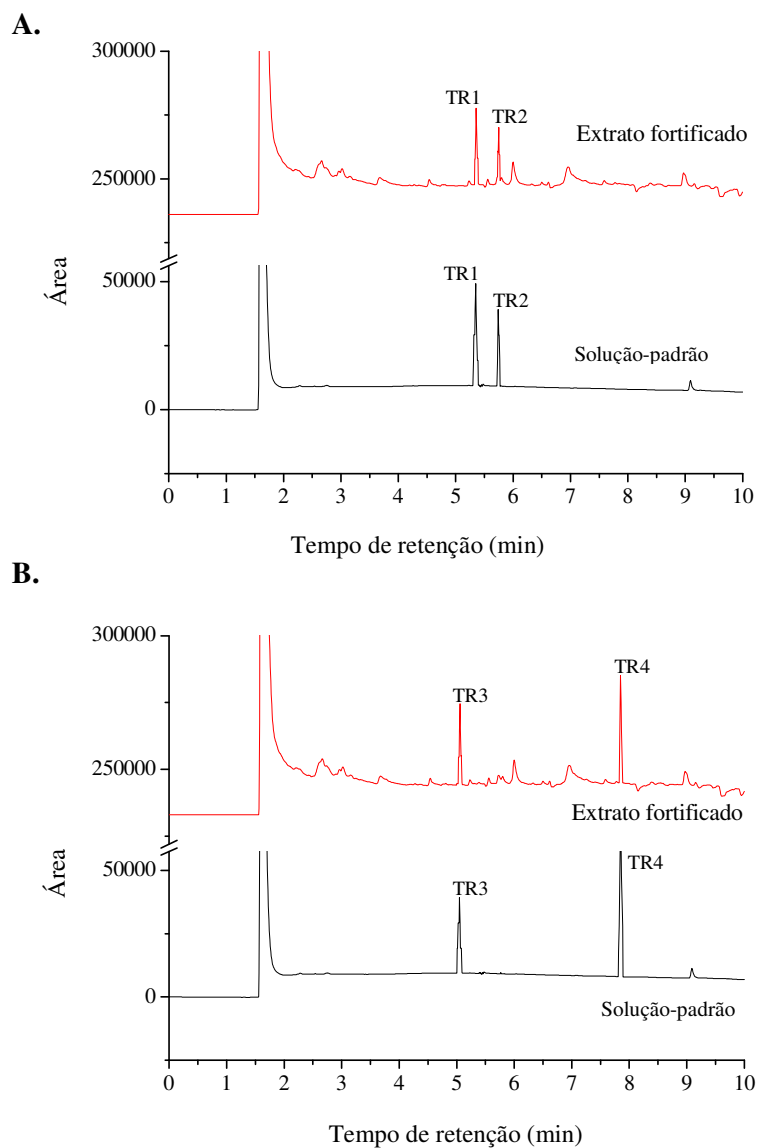 A.
300000
TR1
TR2
Extrato fortificado
250000
Área
TR1
50000
TR2
Solução-padrão
0
0 1 2 3 4 5 6 7 8 9 10
Tempo de retenção (min)
B.
300000
TR4
TR3
250000
Extrato fortificado
Área
50000
TR4
TR3
0
Solução-padrão
0 1 2 3 4 5 6 7 8 9 10
Tempo de retenção (min)